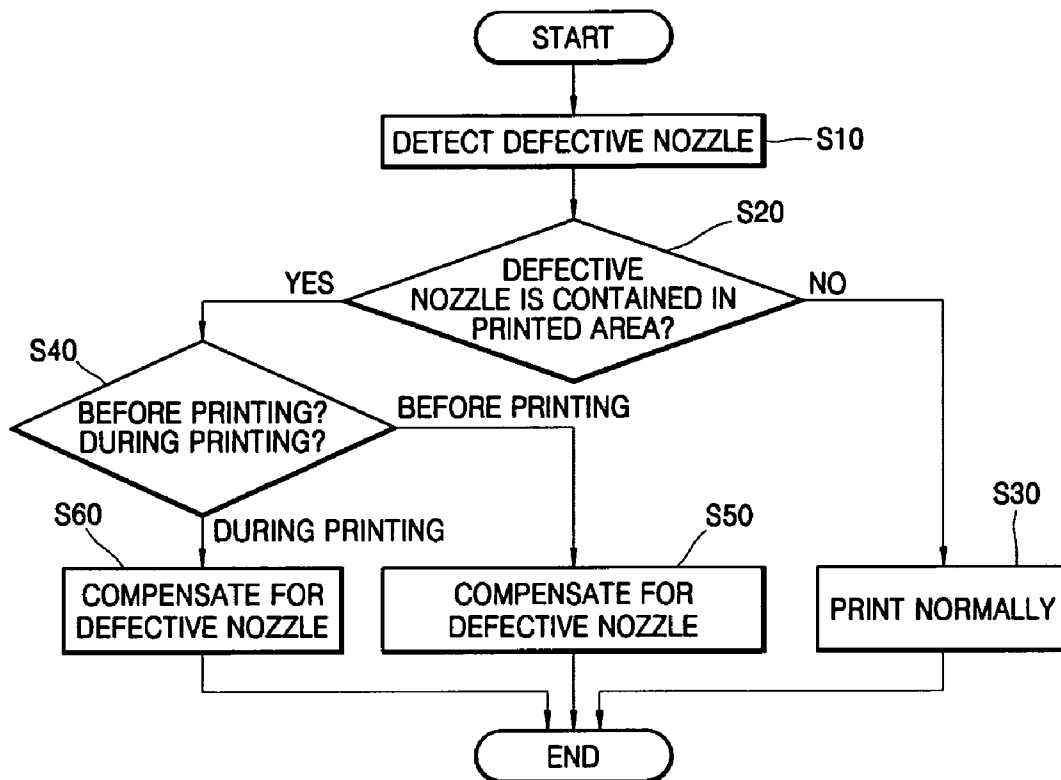 START
DETECT DEFECTIVE NOZZLE
S10
S20
YES
DEFECTIVE
NOZZLE IS CONTAINED IN
PRINTED AREA?
NO
S40
BEFORE PRINTING?
DURING PRINTING?
BEFORE PRINTING
S60
DURING PRINTING
S50
S30
COMPENSATE FOR
DEFECTIVE NOZZLE
COMPENSATE FOR
DEFECTIVE NOZZLE
PRINT NORMALLY
END